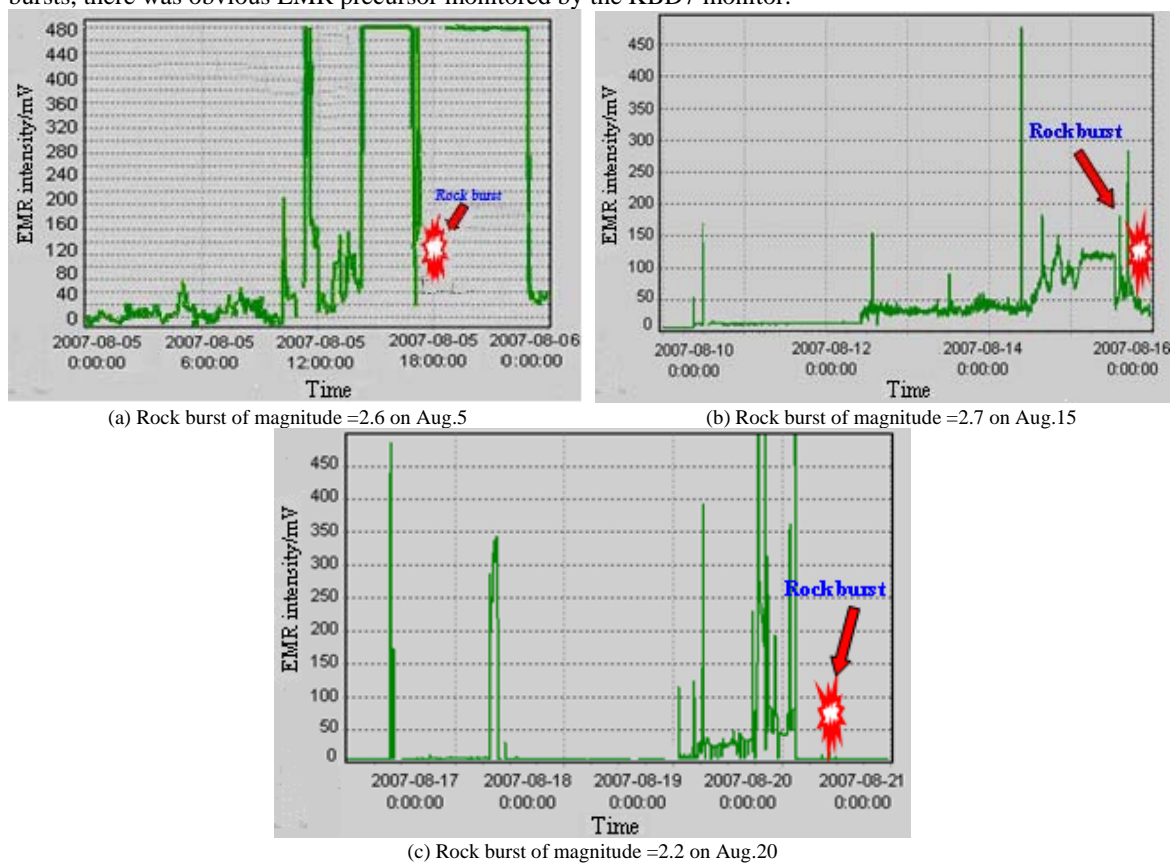 bursts, there was obvious EMR precursor monitored by the KBD7 monitor.
480
440
400
360
320
280
240
200
160
120
80
40
0
EMR intensity/mV
Rock burst
2007-08-05 2007-08-05 2007-08-05 2007-08-05 2007-08-06
0:00:00 6:00:00 12:00:00 18:00:00 0:00:00
Time
(a) Rock burst of magnitude =2.6 on Aug.5
450
400
350
300
250
200
150
100
50
0
EMR intensity/mV
Rock burst
2007-08-10 2007-08-12 2007-08-14 2007-08-16
0:00:00 0:00:00 0:00:00 0:00:00
Time
(b) Rock burst of magnitude =2.7 on Aug.15
450
400
350
300
250
200
150
100
50
0
EMR intensity/mV
Rock burst
2007-08-17 2007-08-18 2007-08-19 2007-08-20 2007-08-21
0:00:00 0:00:00 0:00:00 0:00:00 0:00:00
Time
(c) Rock burst of magnitude =2.2 on Aug.20